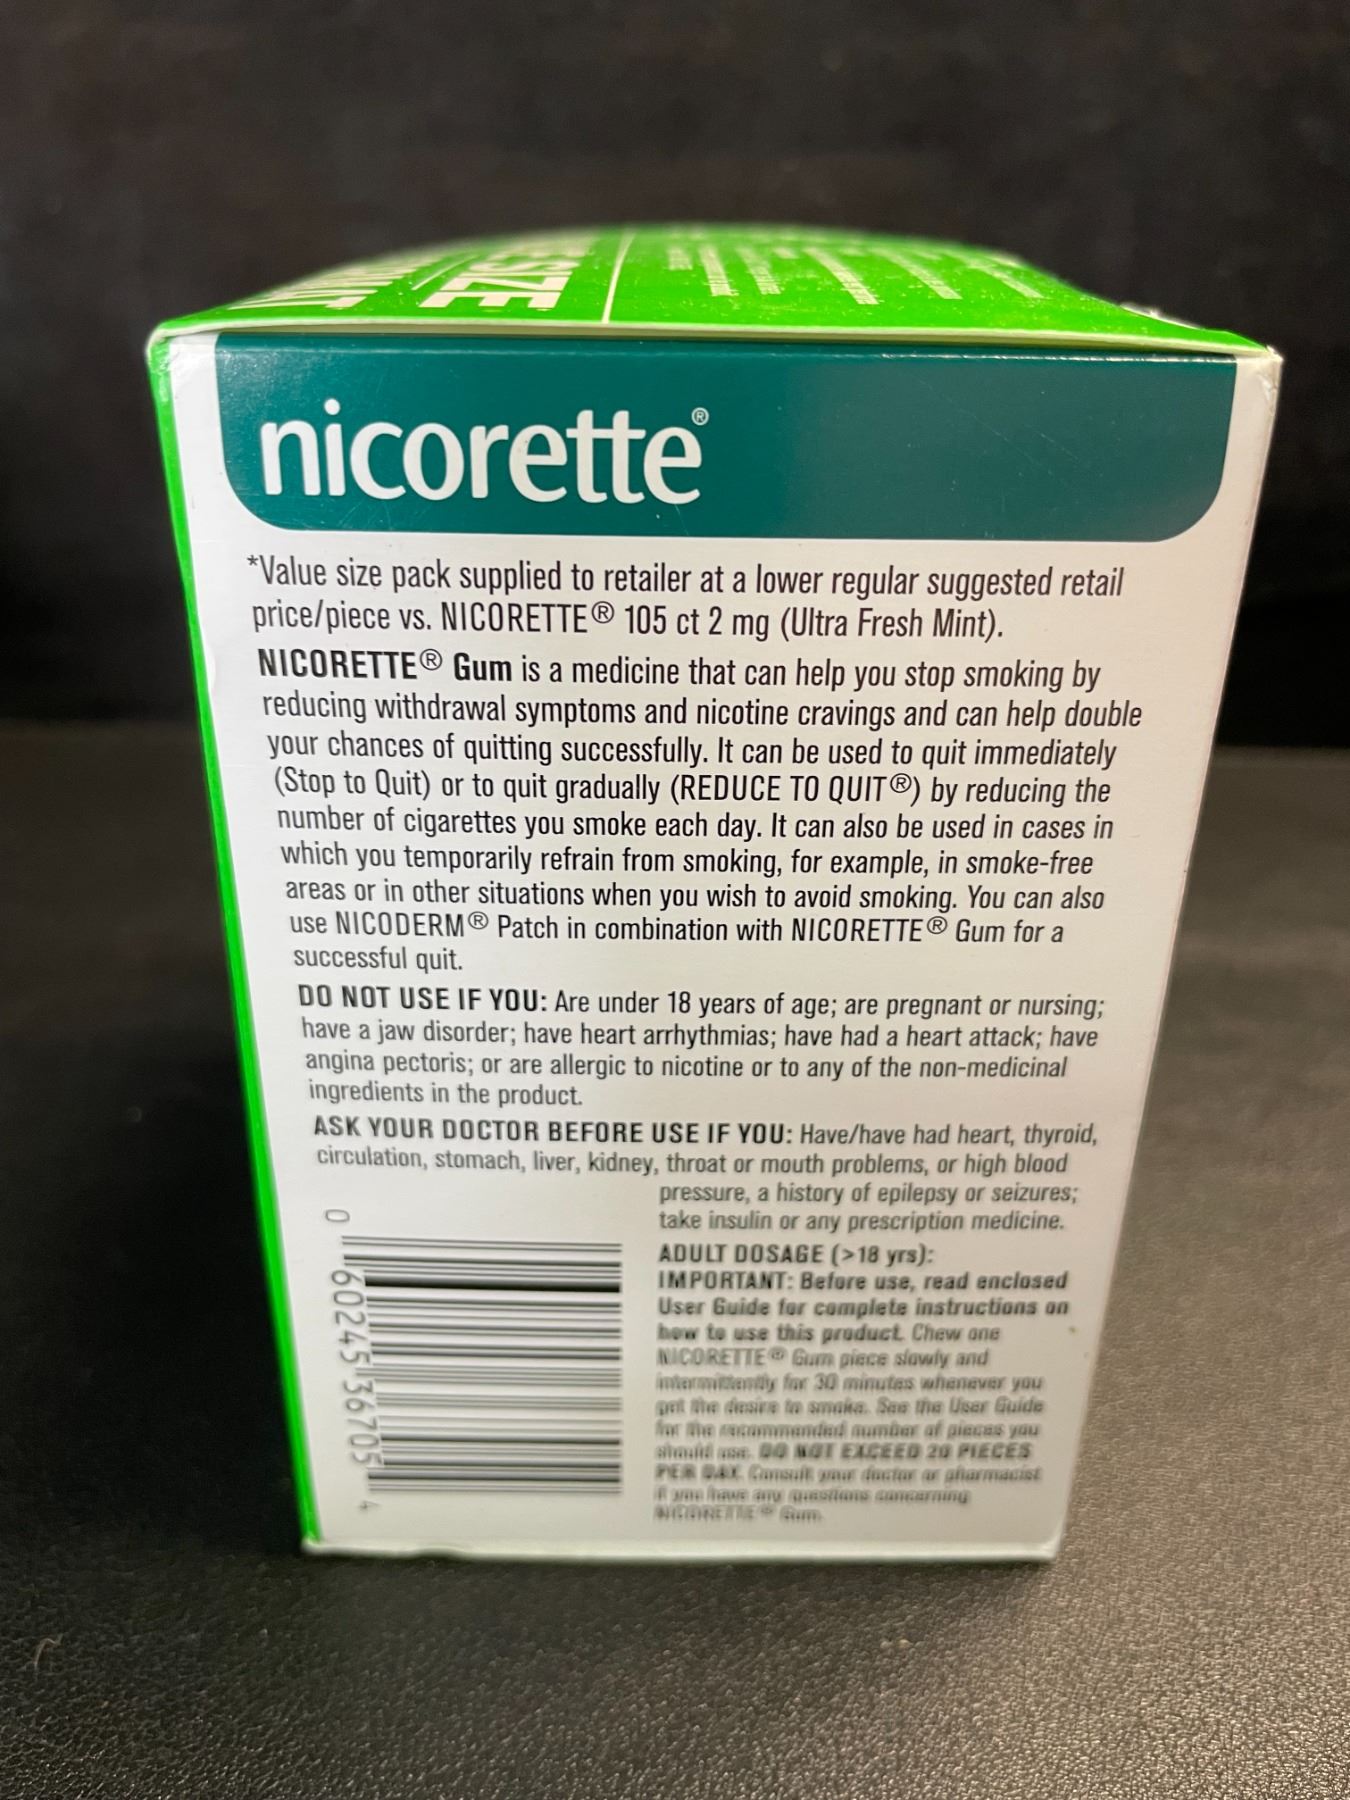 SIZE
nicorette®
*Value size pack supplied to retailer at a lower regular suggested retail
price/piece vs. NICORETTE® 105 ct 2 mg (Ultra Fresh Mint).
NICORETTE® Gum is a medicine that can help you stop smoking by
reducing withdrawal symptoms and nicotine cravings and can help double
your chances of quitting successfully. It can be used to quit immediately
(Stop to Quit) or to quit gradually (REDUCE TO QUIT®) by reducing the
number of cigarettes you smoke each day. It can also be used in cases in
which you temporarily refrain from smoking, for example, in smoke-free
areas or in other situations when you wish to avoid smoking. You can also
use NICODERM® Patch in combination with NICORETTE® Gum for a
successful quit.
DO NOT USE IF YOU: Are under 18 years of age; are pregnant or nursing;
have a jaw disorder; have heart arrhythmias; have had a heart attack; have
angina pectoris; or are allergic to nicotine or to any of the non-medicinal
ingredients in the product.
ASK YOUR DOCTOR BEFORE USE IF YOU: Have/have had heart, thyroid,
circulation, stomach, liver, kidney, throat or mouth problems, or high blood
pressure, a history of epilepsy or seizures;
take insulin or any prescription medicine.
ADULT DOSAGE (>18 yrs):
IMPORTANT: Before use, read enclosed
User Guide for complete instructions on
how to use this product. Chew one
NICORETTE® Gum piece slowly and
intermittently for 30 minutes whenever you
get the desire to smoke. See the User Guide
for the recommended number of pieces you
should use. DO NOT EXCEED 20 PIECES
PER DAY. Consult your doctor or pharmacist
if you have any questions concerning
NICORETTE® Gum.
0 60245 36705 4